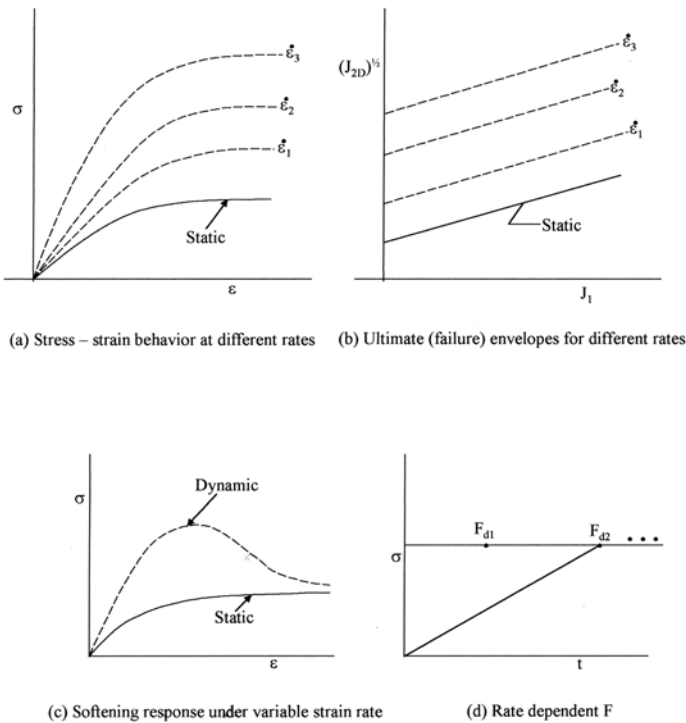 σ
ε̇3
ε̇2
ε̇1
Static
ε
(a) Stress – strain behavior at different rates
(J2D)½
ε̇3
ε̇2
ε̇1
Static
J1
(b) Ultimate (failure) envelopes for different rates
σ
Dynamic
Static
ε
(c) Softening response under variable strain rate
σ
Fd1
Fd2
• • •
t
(d) Rate dependent F